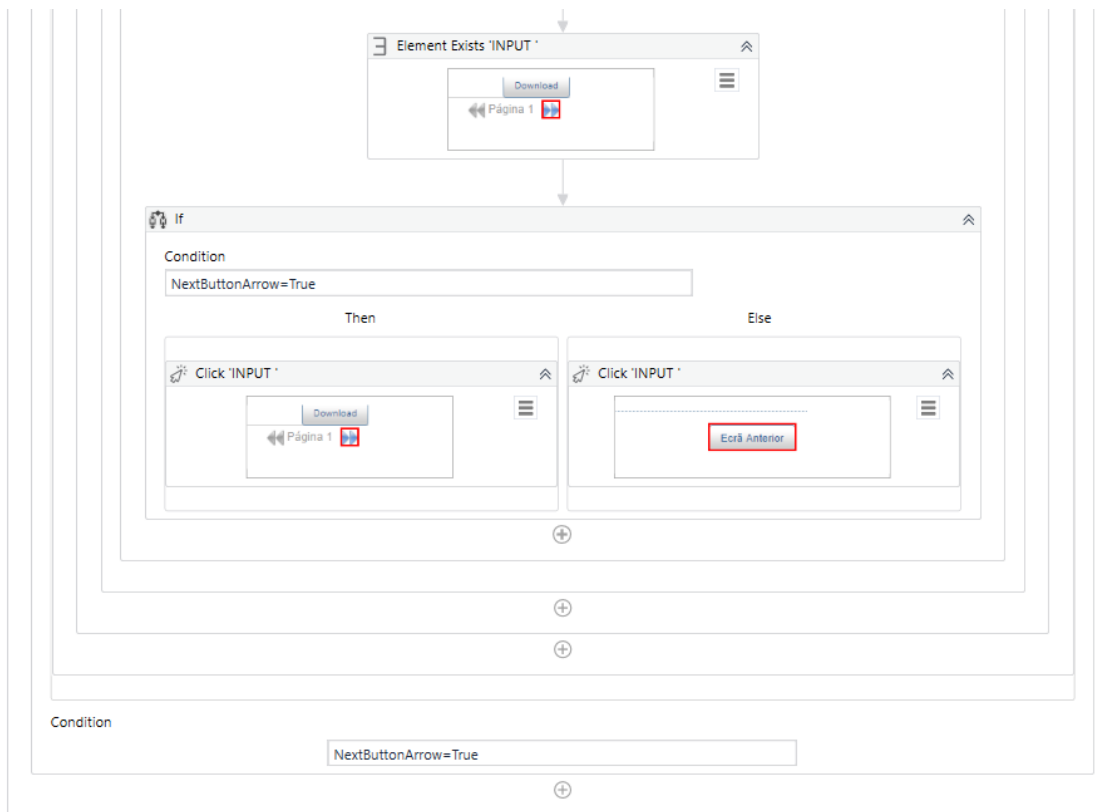 Element Exists 'INPUT '
Download
Página 1
If
Condition
NextButtonArrow=True
Then
Else
Click 'INPUT '
Download
Página 1
Click 'INPUT '
Ecrã Anterior
Condition
NextButtonArrow=True